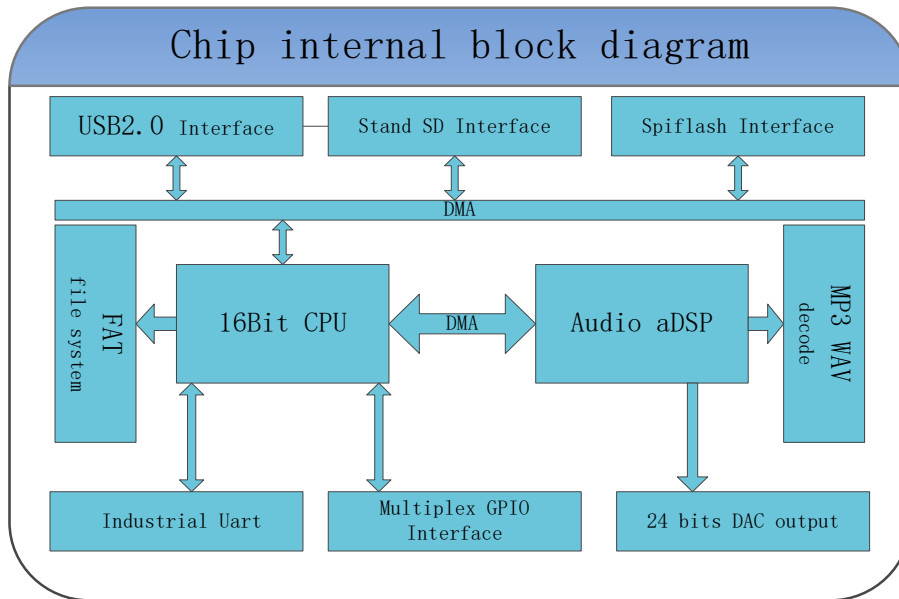 Chip internal block diagram
USB2.0 Interface
Stand SD Interface
Spiflash Interface
DMA
FAT
file system
16Bit CPU
DMA
Audio aDSP
MP3 WAV
decode
Industrial Uart
Multiplex GPIO
Interface
24 bits DAC output